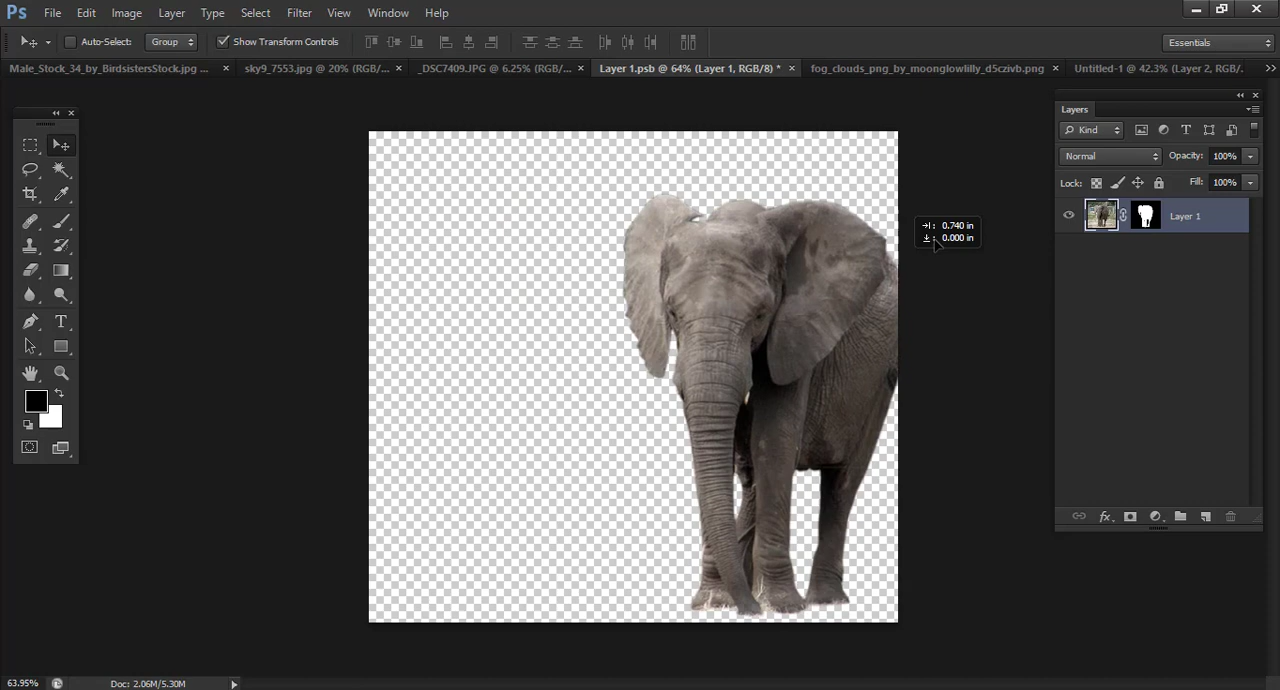 Ps File Edit Image Layer Type Select Filter View Window Help
Auto-Select: Group Show Transform Controls Essentials
Male_Stock_34_by_BirdsistersStock.jpg ... × sky9_7553.jpg @ 20% (RGB/... × _DSC7409.JPG @ 6.25% (RGB/... × Layer 1.psb @ 64% (Layer 1, RGB/8) * × fog_clouds_png_by_moonglowlilly_d5czivb.png × Untitled-1 @ 42.3% (Layer 2, RGB/.
Layers
Kind
Normal Opacity: 100%
Lock: Fill: 100%
Layer 1
: 0.740 in
: 0.000 in
T
fx
63.95% Doc: 2.06M/5.30M